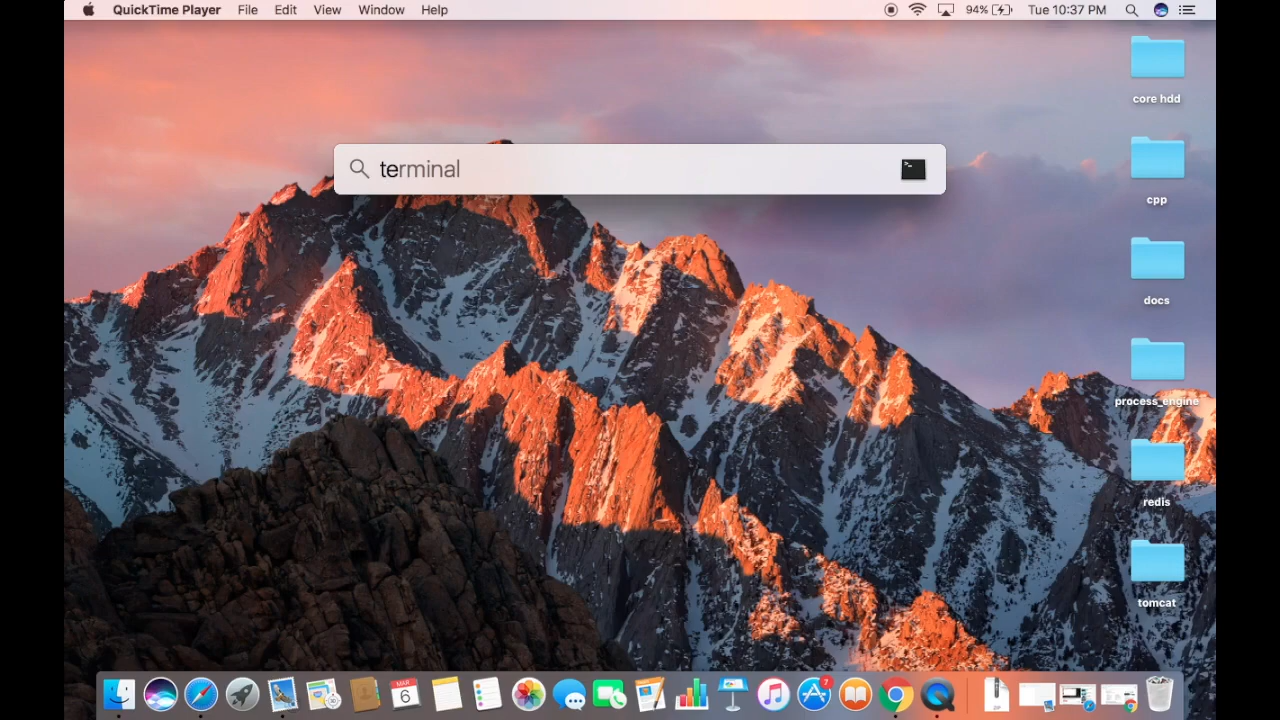 QuickTime Player File Edit View Window Help 94% Tue 10:37 PM
terminal
core hdd
cpp
docs
process_engine
redis
tomcat
MAR
6
7